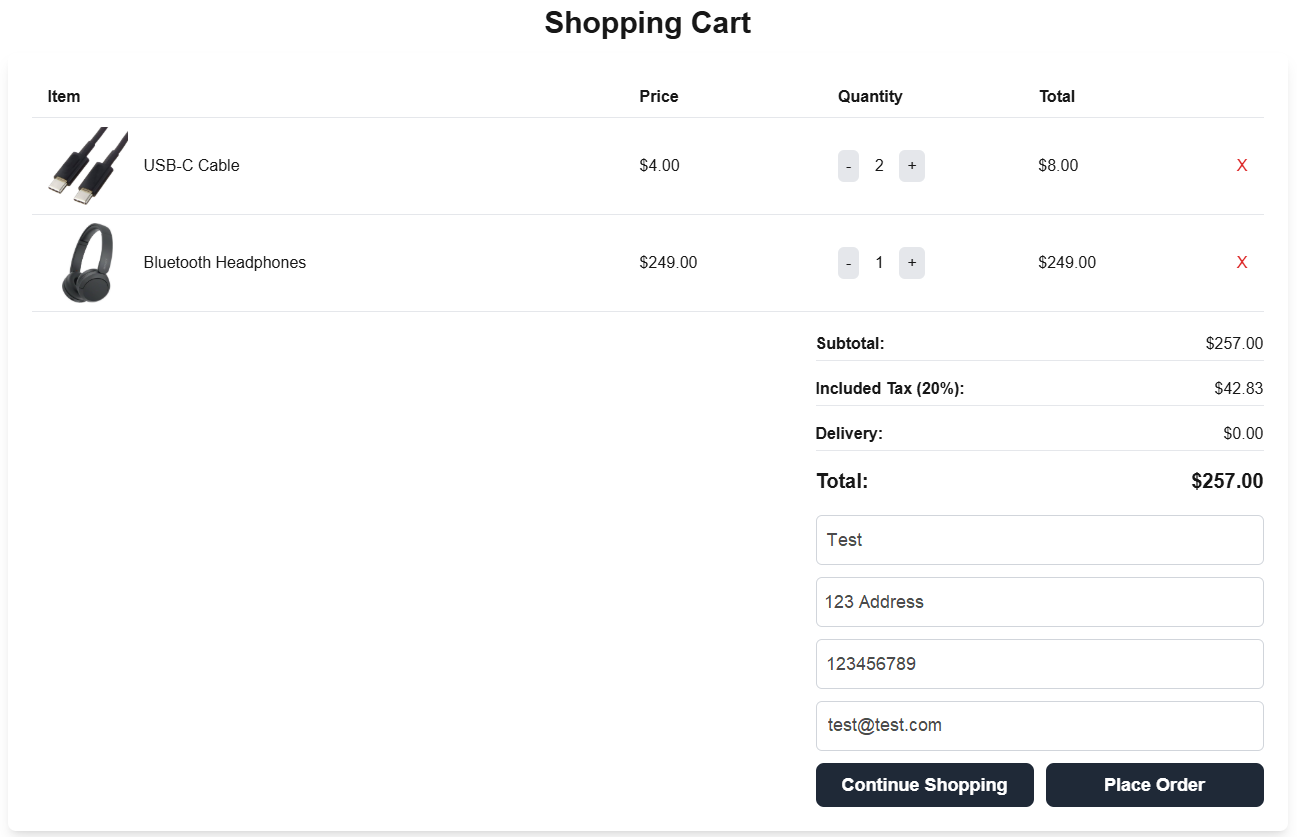 Shopping Cart
Item Price Quantity Total
USB-C Cable $4.00 - 2 + $8.00 X
Bluetooth Headphones $249.00 - 1 + $249.00 X
Subtotal: $257.00
Included Tax (20%): $42.83
Delivery: $0.00
Total: $257.00
Test
123 Address
123456789
test@test.com
Continue Shopping Place Order